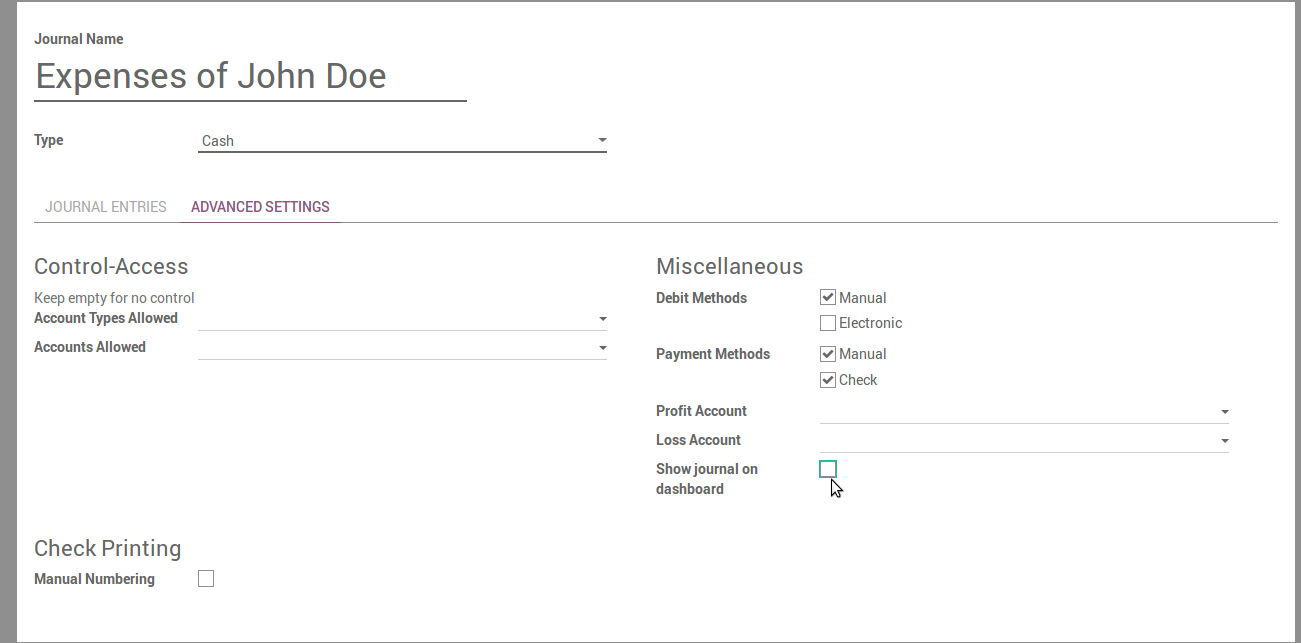 Journal Name
Expenses of John Doe
Type
Cash
JOURNAL ENTRIES
ADVANCED SETTINGS
Control-Access
Keep empty for no control
Account Types Allowed
Accounts Allowed
Miscellaneous
Debit Methods
Manual
Electronic
Payment Methods
Manual
Check
Profit Account
Loss Account
Show journal on
dashboard
Check Printing
Manual Numbering